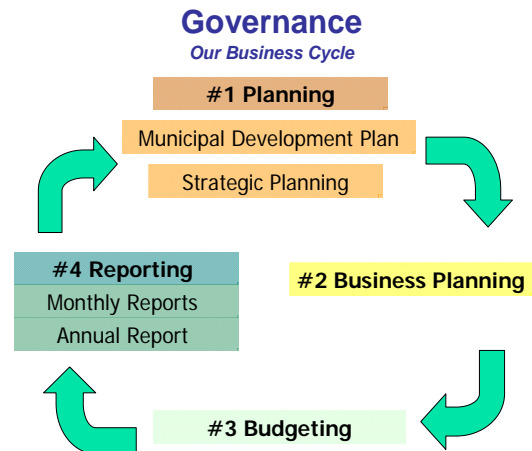 Governance
Our Business Cycle
#1 Planning
Municipal Development Plan
Strategic Planning
#2 Business Planning
#3 Budgeting
#4 Reporting
Monthly Reports
Annual Report